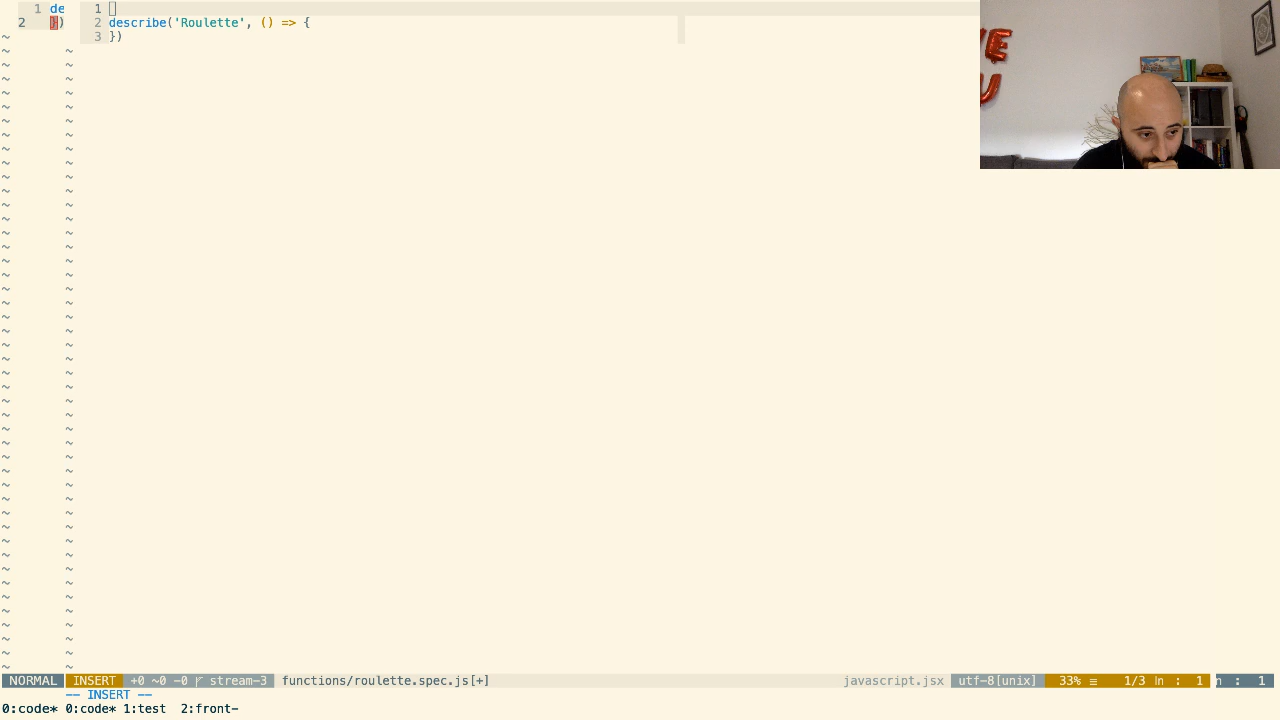 1 de
2 })
1
2 describe('Roulette', () => {
3 })
NORMAL INSERT +0 ~0 -0 stream-3 functions/roulette.spec.js[+] javascript.jsx utf-8[unix] 33% ≡ 1/3 ln : 1 n : 1
-- INSERT --
0:code* 0:code* 1:test 2:front-